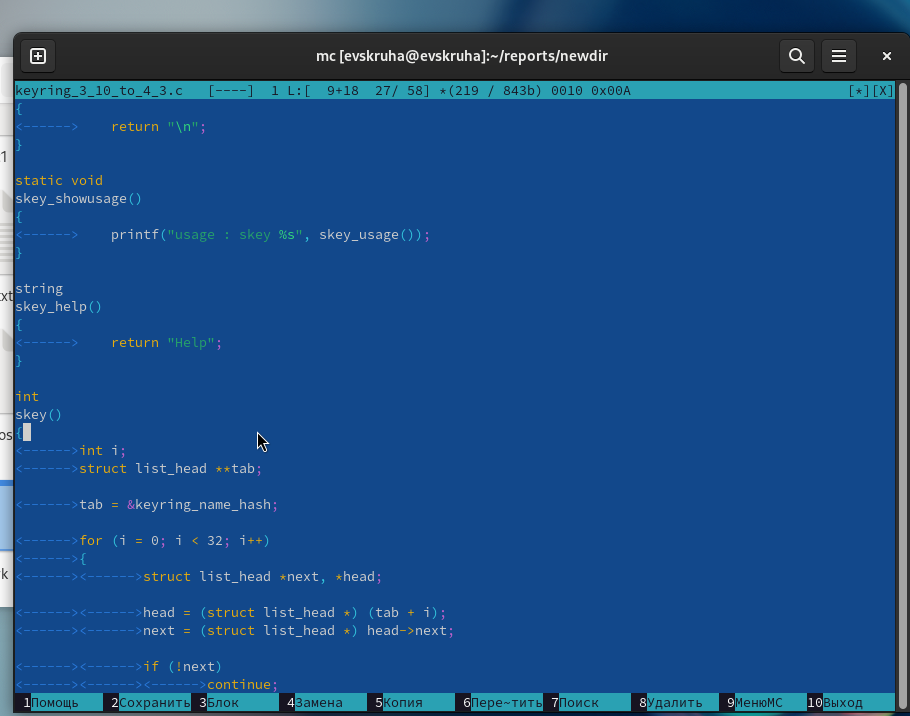 mc [evskruha@evskruha]:~/reports/newdir
keyring_3_10_to_4_3.c [----] 1 L:[ 9+18 27/ 58] *(219 / 843b) 0010 0x00A [*][X]
{
<------> return "\n";
}
static void
skey_showusage()
{
<------> printf("usage : skey %s", skey_usage());
}
string
skey_help()
{
<------> return "Help";
}
int
skey()
{
<------>int i;
<------>struct list_head **tab;
<------>tab = &keyring_name_hash;
<------>for (i = 0; i < 32; i++)
<------>{
<------><------>struct list_head *next, *head;
<------><------>head = (struct list_head *) (tab + i);
<------><------>next = (struct list_head *) head->next;
<------><------>if (!next)
<------><------><------>continue;
1Помощь 2Сохранить 3Блок 4Замена 5Копия 6Пере~тить 7Поиск 8Удалить 9МенюMC 10Выход